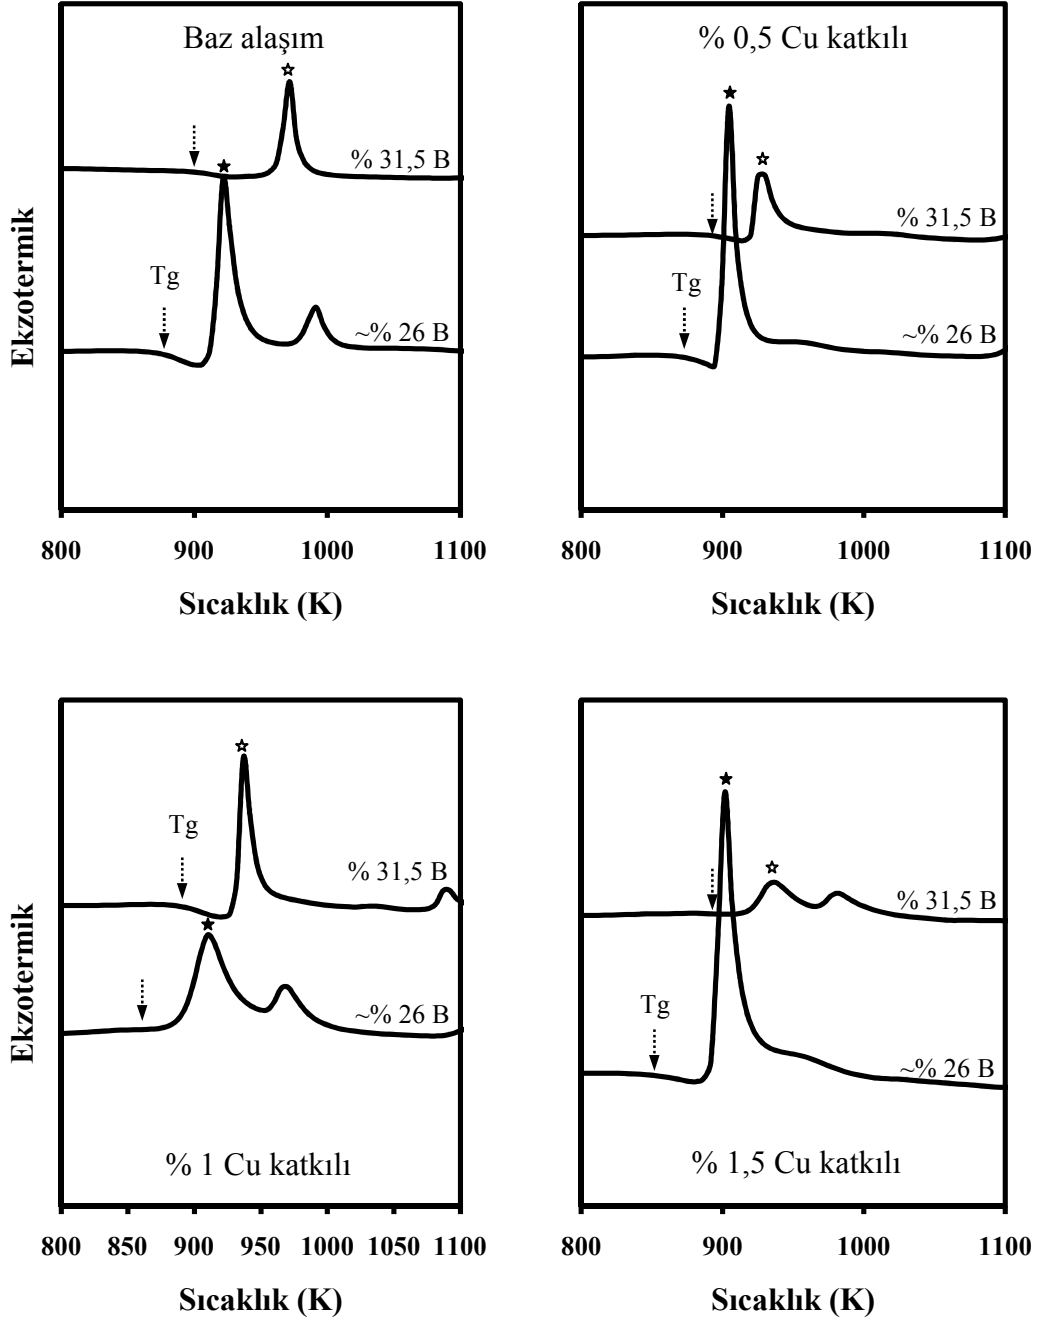 Baz alaşım
% 31,5 B
Tg
~% 26 B
Ekzotermik
800 900 1000 1100
Sıcaklık (K)
% 0,5 Cu katkılı
% 31,5 B
Tg
~% 26 B
800 900 1000 1100
Sıcaklık (K)
Tg
% 31,5 B
~% 26 B
Ekzotermik
% 1 Cu katkılı
800 850 900 950 1000 1050 1100
Sıcaklık (K)
% 31,5 B
Tg
~% 26 B
% 1,5 Cu katkılı
800 900 1000 1100
Sıcaklık (K)